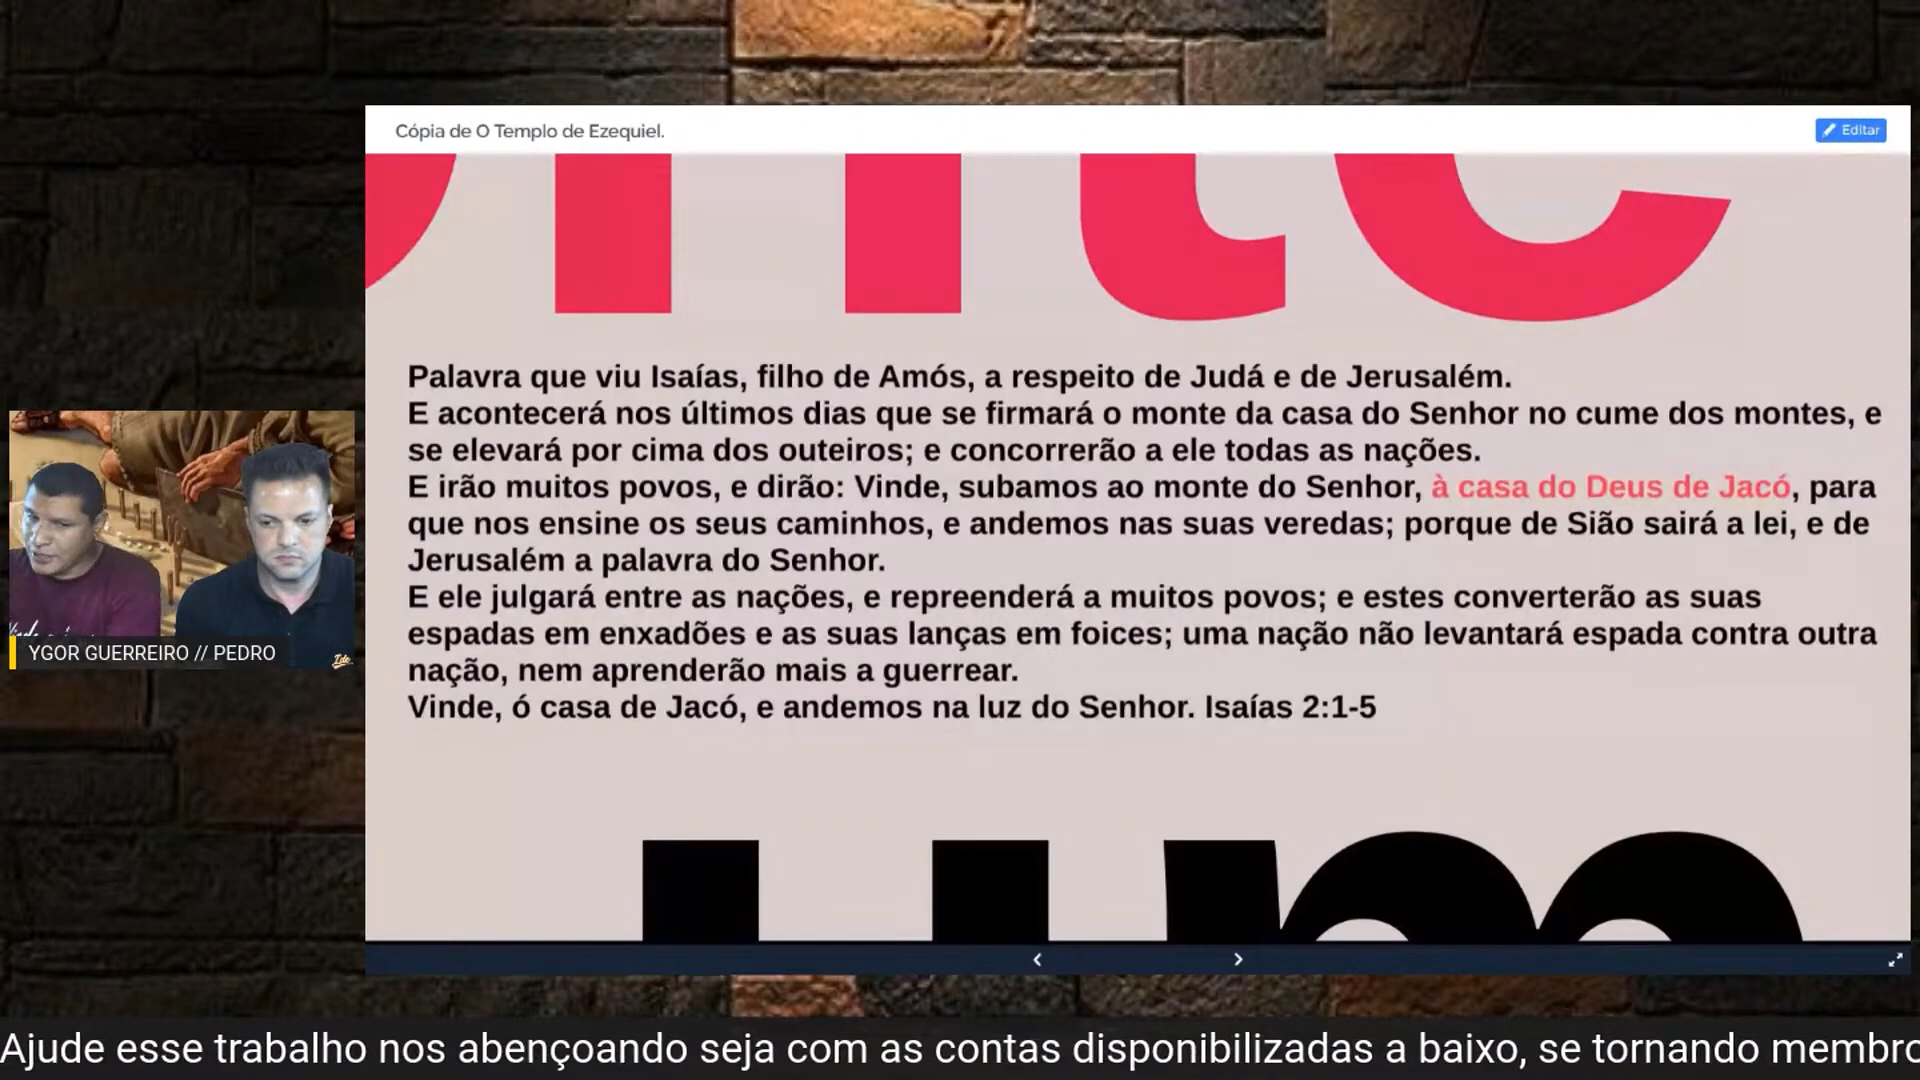 Cópia de O Templo de Ezequiel.
Editar
Palavra que viu Isaías, filho de Amós, a respeito de Judá e de Jerusalém.
E acontecerá nos últimos dias que se firmará o monte da casa do Senhor no cume dos montes, e
se elevará por cima dos outeiros; e concorrerão a ele todas as nações.
E irão muitos povos, e dirão: Vinde, subamos ao monte do Senhor, à casa do Deus de Jacó, para
que nos ensine os seus caminhos, e andemos nas suas veredas; porque de Sião sairá a lei, e de
Jerusalém a palavra do Senhor.
E ele julgará entre as nações, e repreenderá a muitos povos; e estes converterão as suas
espadas em enxadões e as suas lanças em foices; uma nação não levantará espada contra outra
nação, nem aprenderão mais a guerrear.
Vinde, ó casa de Jacó, e andemos na luz do Senhor. Isaías 2:1-5
YGOR GUERREIRO // PEDRO
Ajude esse trabalho nos abençoando seja com as contas disponibilizadas a baixo, se tornando membro